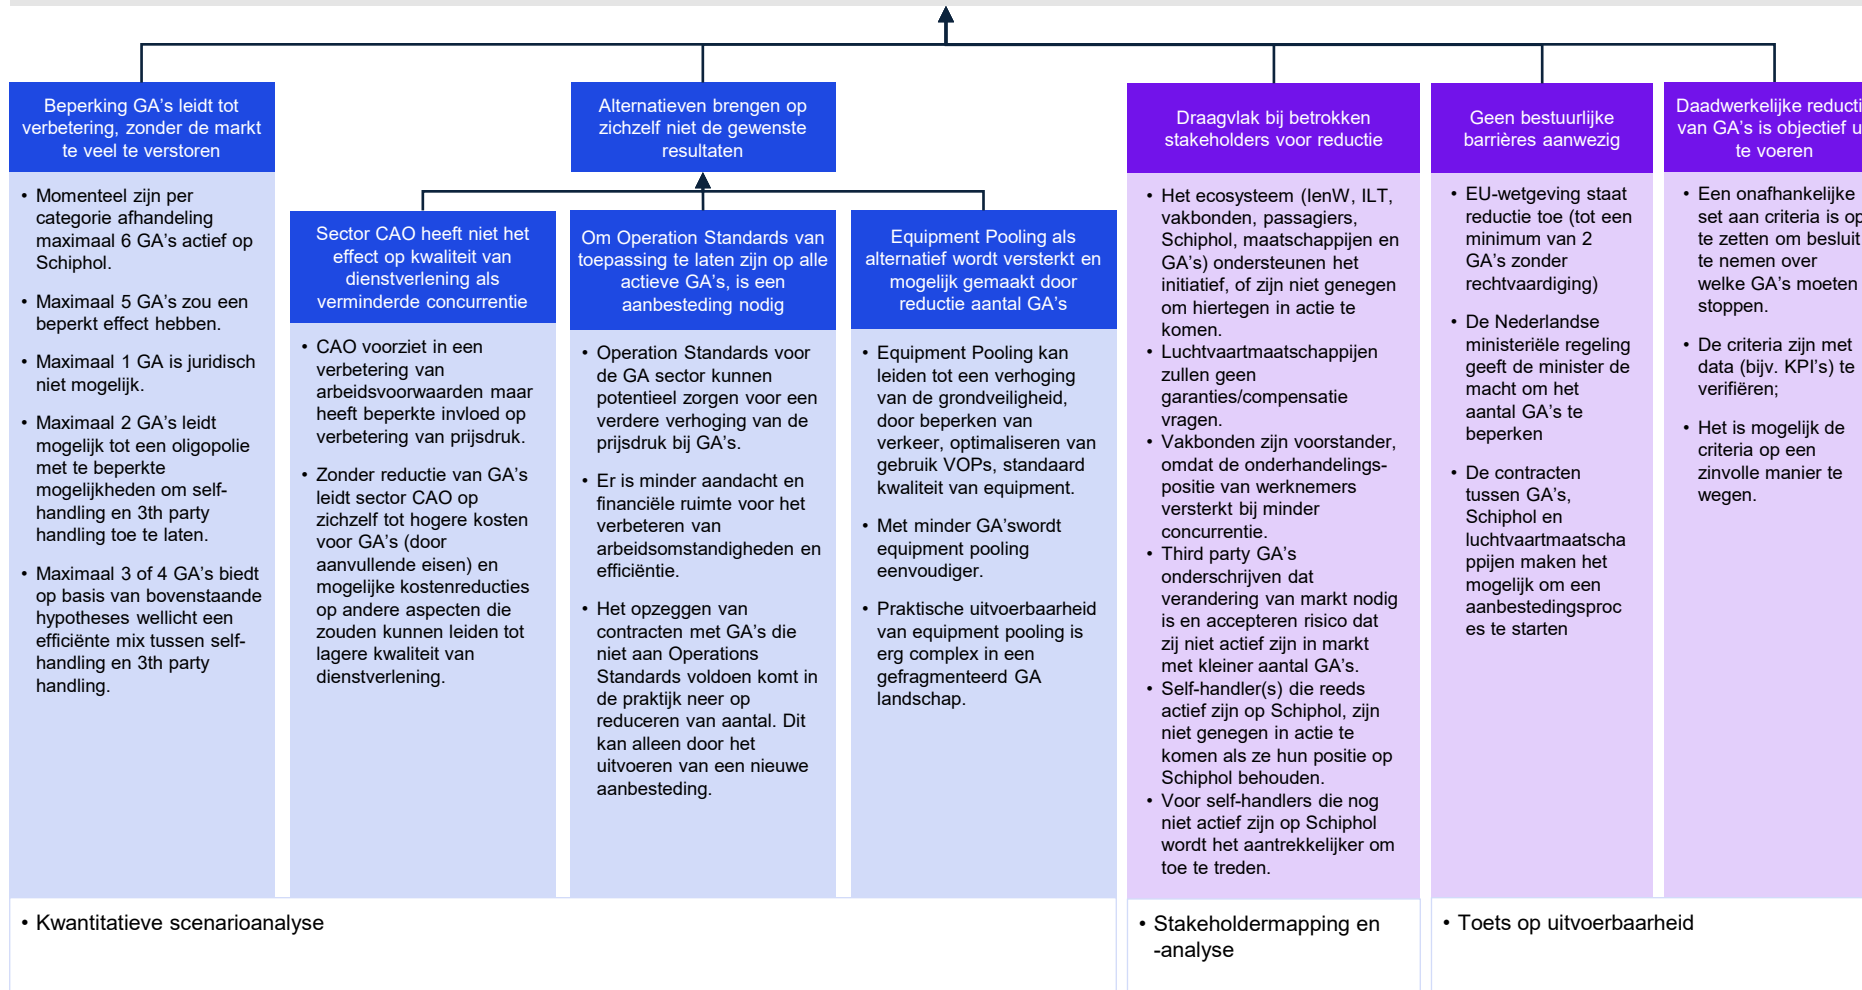 Beperking GA's leidt tot
verbetering, zonder de markt
te veel te verstoren
• Momenteel zijn per
categorie afhandeling
maximaal 6 GA's actief op
Schiphol.
• Maximaal 5 GA's zou een
beperkt effect hebben.
• Maximaal 1 GA is juridisch
niet mogelijk.
• Maximaal 2 GA's leidt
mogelijk tot een oligopolie
met te beperkte
mogelijkheden om self-
handling en 3th party
handling toe te laten.
• Maximaal 3 of 4 GA's biedt
op basis van bovenstaande
hypotheses wellicht een
efficiënte mix tussen self-
handling en 3th party
handling.
Alternatieven brengen op
zichzelf niet de gewenste
resultaten
Sector CAO heeft niet het
effect op kwaliteit van
dienstverlening als
verminderde concurrentie
• CAO voorziet in een
verbetering van
arbeidsvoorwaarden maar
heeft beperkte invloed op
verbetering van prijsdruk.
• Zonder reductie van GA's
leidt sector CAO op
zichzelf tot hogere kosten
voor GA's (door
aanvullende eisen) en
mogelijke kostenreducties
op andere aspecten die
zouden kunnen leiden tot
lagere kwaliteit van
dienstverlening.
Om Operation Standards van
toepassing te laten zijn op alle
actieve GA's, is een
aanbesteding nodig
• Operation Standards voor
de GA sector kunnen
potentieel zorgen voor een
verdere verhoging van de
prijsdruk bij GA's.
• Er is minder aandacht en
financiële ruimte voor het
verbeteren van
arbeidsomstandigheden en
efficiëntie.
• Het opzeggen van
contracten met GA's die
niet aan Operations
Standards voldoen komt in
de praktijk neer op
reduceren van aantal. Dit
kan alleen door het
uitvoeren van een nieuwe
aanbesteding.
Equipment Pooling als
alternatief wordt versterkt en
mogelijk gemaakt door
reductie aantal GA's
• Equipment Pooling kan
leiden tot een verhoging
van de grondveiligheid,
door beperken van
verkeer, optimaliseren van
gebruik VOPs, standaard
kwaliteit van equipment.
• Met minder GA'swordt
equipment pooling
eenvoudiger.
• Praktische uitvoerbaarheid
van equipment pooling is
erg complex in een
gefragmenteerd GA
landschap.
Draagvlak bij betrokken
stakeholders voor reductie
• Het ecosysteem (IenW, ILT,
vakbonden, passagiers,
Schiphol, maatschappijen en
GA's) ondersteunen het
initiatief, of zijn niet genegen
om hiertegen in actie te
komen.
• Luchtvaartmaatschappijen
zullen geen
garanties/compensatie
vragen.
• Vakbonden zijn voorstander,
omdat de onderhandelings-
positie van werknemers
versterkt bij minder
concurrentie.
• Third party GA's
onderschrijven dat
verandering van markt nodig
is en accepteren risico dat
zij niet actief zijn in markt
met kleiner aantal GA's.
• Self-handler(s) die reeds
actief zijn op Schiphol, zijn
niet genegen in actie te
komen als ze hun positie op
Schiphol behouden.
• Voor self-handlers die nog
niet actief zijn op Schiphol
wordt het aantrekkelijker om
toe te treden.
Geen bestuurlijke
barrières aanwezig
• EU-wetgeving staat
reductie toe (tot een
minimum van 2
GA's zonder
rechtvaardiging)
• De Nederlandse
ministeriële regeling
geeft de minister de
macht om het
aantal GA's te
beperken
• De contracten
tussen GA's,
Schiphol en
luchtvaartmaatscha
ppijen maken het
mogelijk om een
aanbestedingsproc
es te starten
Daadwerkelijke reducti
van GA's is objectief u
te voeren
• Een onafhankelijke
set aan criteria is op
te zetten om besluit
te nemen over
welke GA's moeten
stoppen.
• De criteria zijn met
data (bijv. KPI's) te
verifiëren;
• Het is mogelijk de
criteria op een
zinvolle manier te
wegen.
• Kwantitatieve scenarioanalyse
• Stakeholdermapping en
-analyse
• Toets op uitvoerbaarheid